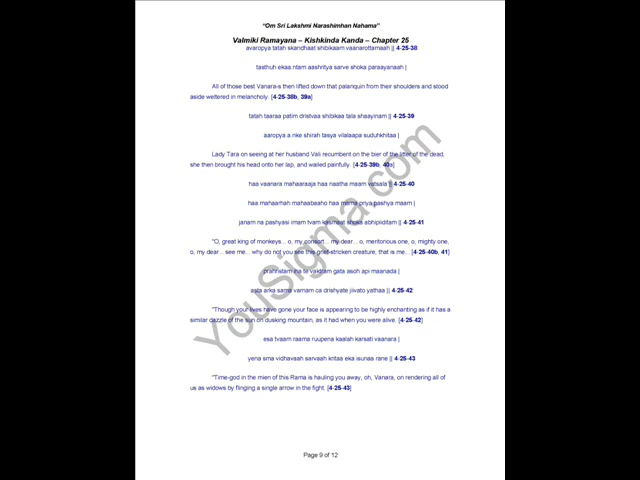 "Om Sri Lakshmi Narashimhan Nahama"
Valmiki Ramayana – Kishkinda Kanda – Chapter 25
avaropya tatah skandhaat shibikaam vaanarottamaah || 4-25-38
tasthuh ekaa.ntam aashritya sarve shoka paraayanaah |
All of those best Vanara-s then lifted down that palanquin from their shoulders and stood
aside weltered in melancholy. [4-25-38b, 39a]
tatah taaraa patim dristvaa shibikaa tala shaayinam || 4-25-39
aaropya a.nke shirah tasya vilalaapa suduhkhitaa |
Lady Tara on seeing at her husband Vali recumbent on the bier of the litter of the dead,
she then brought his head onto her lap, and wailed painfully. [4-25-39b, 40a]
haa vaanara mahaaraaja haa naatha maam vatsala || 4-25-40
haa mahaarhah mahaabaaho haa mama priya pashya maam |
janam na pashyasi imam tvam kasmaat shoka abhipiiditam || 4-25-41
"O, great king of monkeys... o, my consort... my dear... o, meritorious one, o, mighty one,
o, my dear... see me... why do not you see this grief-stricken creature, that is me... [4-25-40b, 41]
prahristam iha te vaktram gata asoh api maanada |
asta arka sama varnam ca drishyate jiivato yathaa || 4-25-42
"Though your lives have gone your face is appearing to be highly enchanting as if it has a
similar dazzle of the sun on dusking mountain, as it had when you were alive. [4-25-42]
esa tvaam raama ruupena kaalah karsati vaanara |
yena sma vidhavaah sarvaah kritaa eka isunaa rane || 4-25-43
"Time-god in the mien of this Rama is hauling you away, oh, Vanara, on rendering all of
us as widows by flinging a single arrow in the fight. [4-25-43]
YouSigma.com
Page 9 of 12